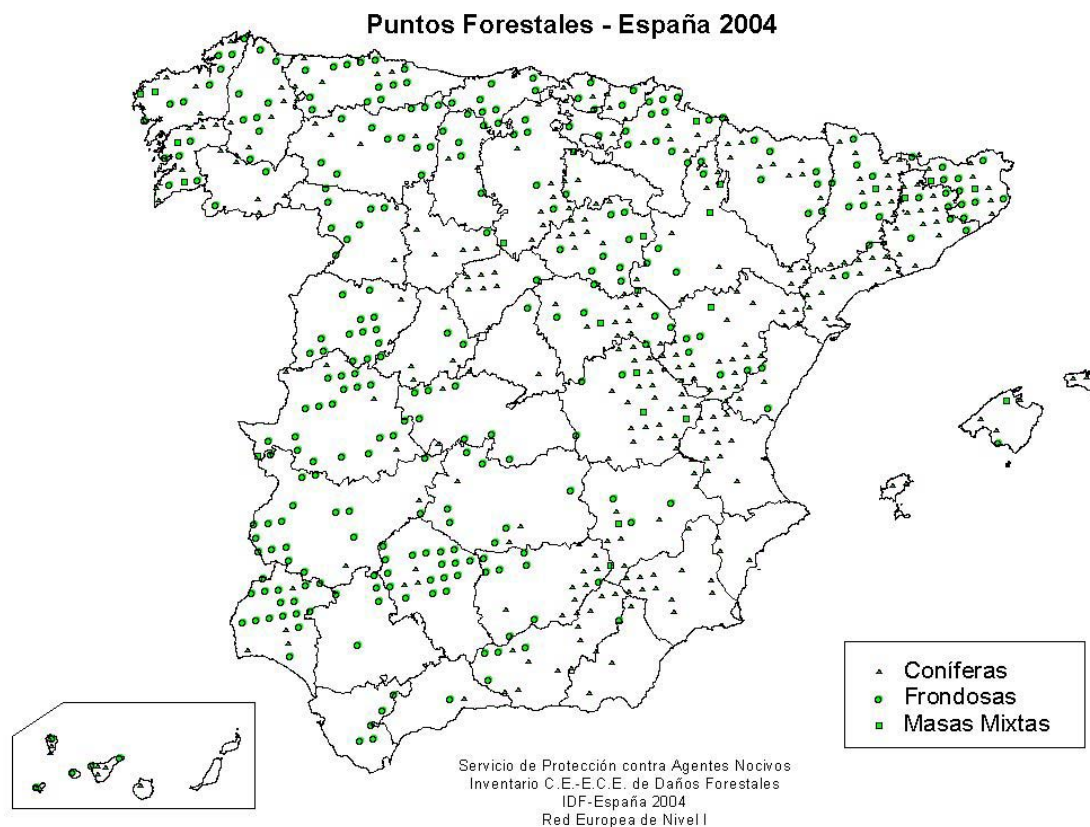 Puntos Forestales - España 2004
Coníferas
Frondosas
Masas Mixtas
Servicio de Protección contra Agentes Nocivos
Inventario C.E.-E.C.E. de Daños Forestales
IDF-España 2004
Red Europea de Nivel I